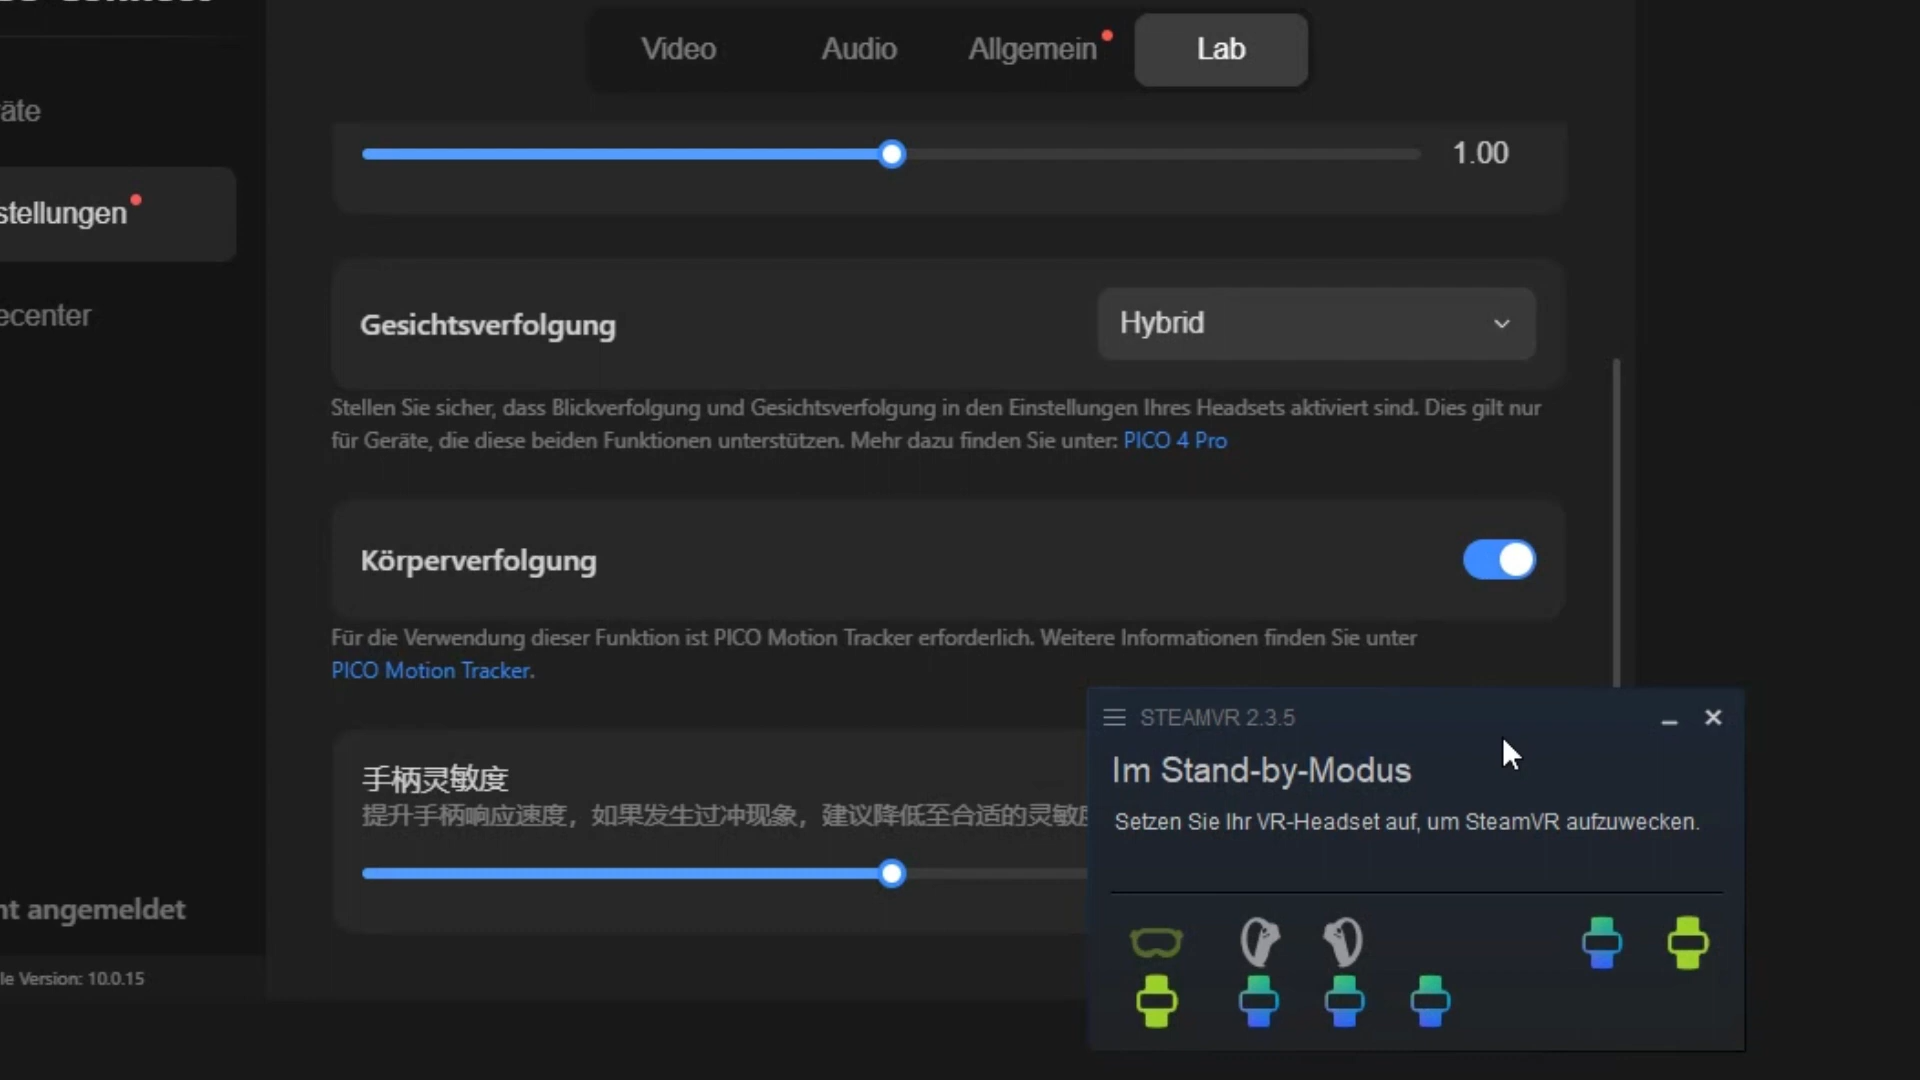 Video
Audio
Allgemein
Lab
äte
1.00
stellungen
Gesichtsverfolgung
Hybrid
ecenter
Stellen Sie sicher, dass Blickverfolgung und Gesichtsverfolgung in den Einstellungen Ihres Headsets aktiviert sind. Dies gilt nur
für Geräte, die diese beiden Funktionen unterstützen. Mehr dazu finden Sie unter: PICO 4 Pro
Körperverfolgung
Für die Verwendung dieser Funktion ist PICO Motion Tracker erforderlich. Weitere Informationen finden Sie unter
PICO Motion Tracker.
手柄灵敏度
提升手柄响应速度，如果发生过冲现象，建议降低至合适的灵敏度
STEAMVR 2.3.5
Im Stand-by-Modus
Setzen Sie Ihr VR-Headset auf, um SteamVR aufzuwecken.
nt angemeldet
le Version: 10.0.15